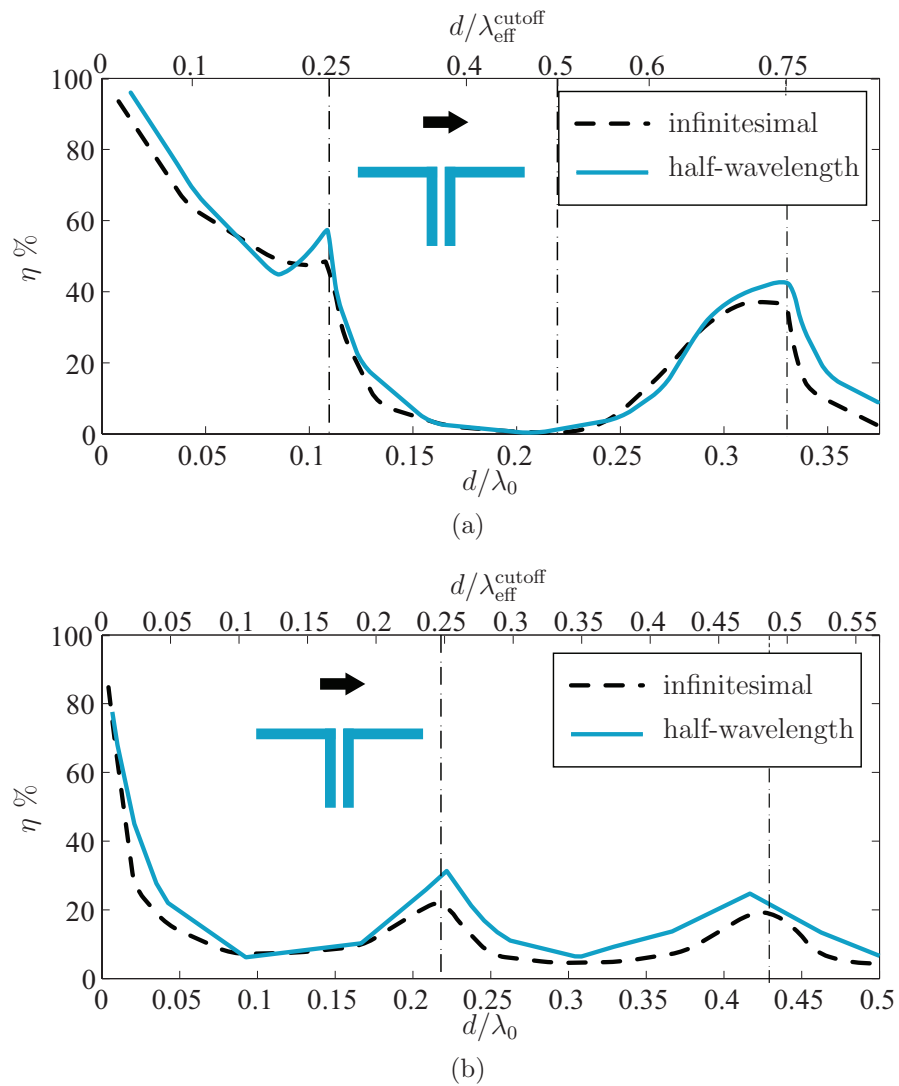 (a)
d/λ_eff^cutoff
0 0.1 0.25 0.4 0.5 0.6 0.75
100
80
60
40
20
0
η %
infinitesimal
half-wavelength
0.05 0.1 0.15 0.2 0.25 0.3 0.35
d/λ₀
(a)
d/λ_eff^cutoff
0 0.05 0.1 0.15 0.2 0.25 0.3 0.35 0.4 0.45 0.5 0.55
100
80
60
40
20
0
η %
infinitesimal
half-wavelength
0 0.05 0.1 0.15 0.2 0.25 0.3 0.35 0.4 0.45 0.5
d/λ₀
(b)